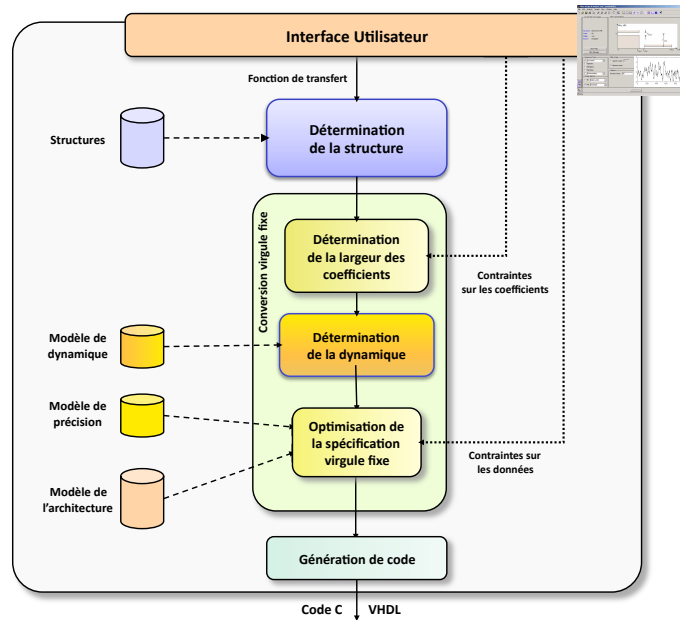 Interface Utilisateur
Fonction de transfert
Structures
Détermination
de la structure
Conversion virgule fixe
Détermination
de la largeur des
coefficients
Contraintes
sur les coefficients
Modèle de
dynamique
Détermination
de la dynamique
Modèle de
précision
Optimisation de
la spécification
virgule fixe
Contraintes sur
les données
Modèle de
l'architecture
Génération de code
Code C
VHDL